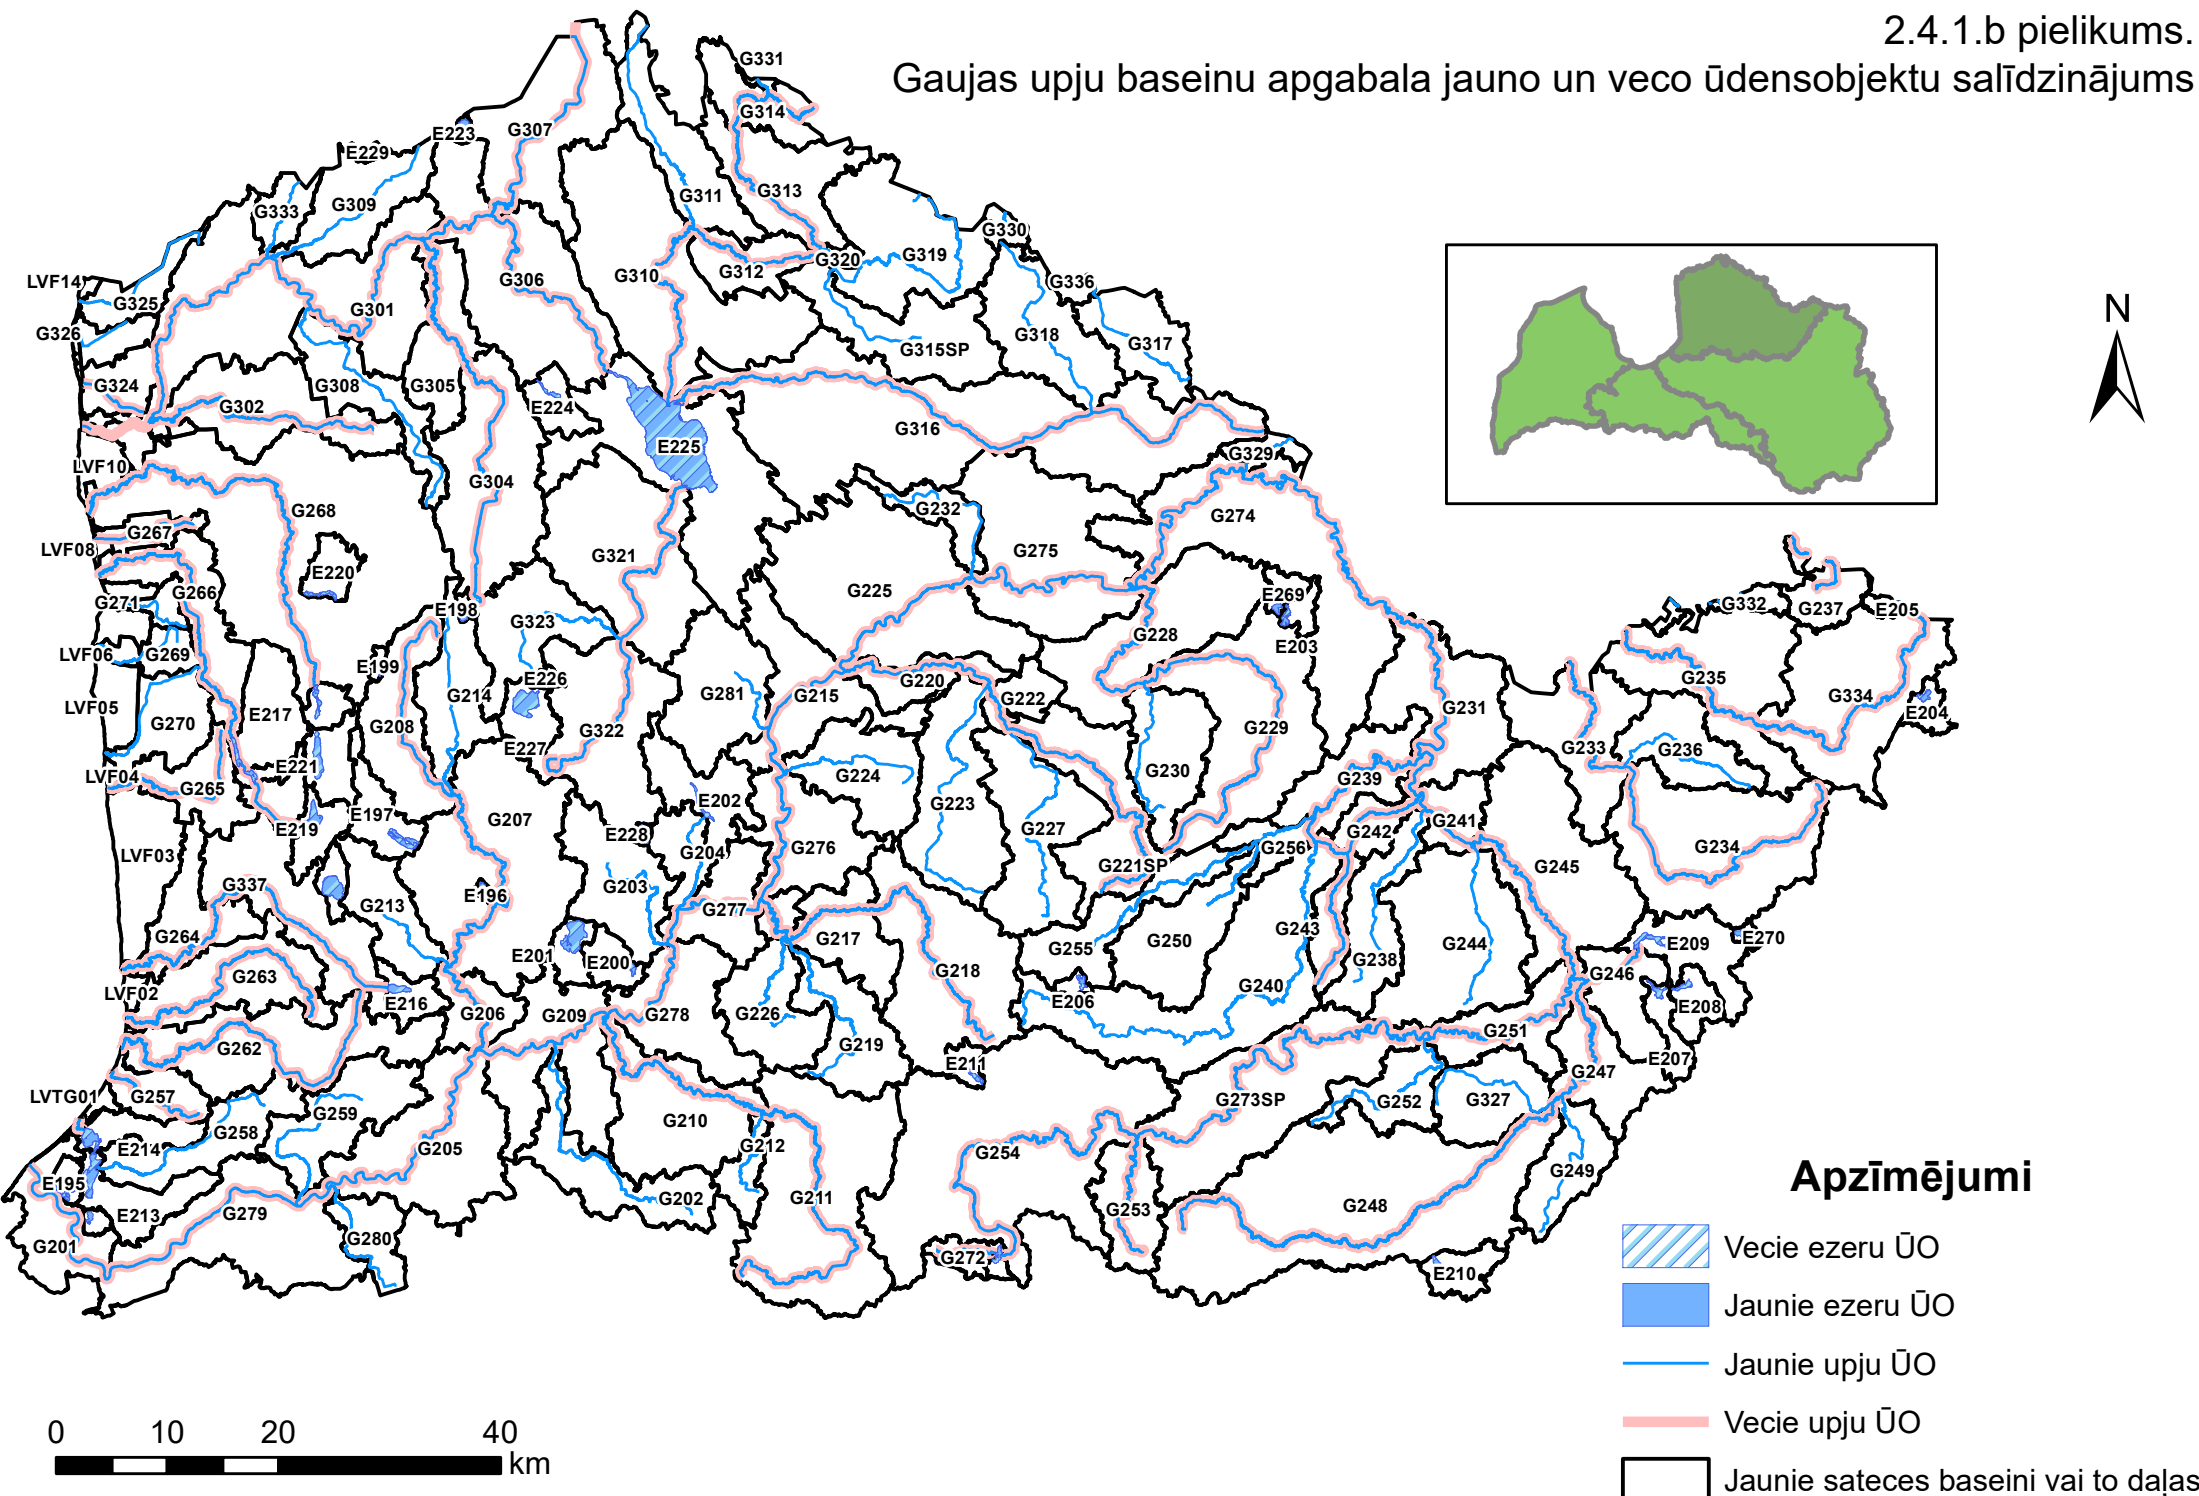 2.4.1.b pielikums.
Gaujas upju baseinu apgabala jauno un veco ūdensobjektu salīdzinājums
G331
G314
G307
E223
E229
G313
G311
G333
G309
G330
G319
G320
G312
G310
G306
G336
LVF14
G325
G301
G326
G318
G317
G315SP
G324
G308
G305
G302
E224
G316
E225
G329
LVF10
G304
G268
G232
G274
G267
LVF08
G275
G321
E220
G225
G266
E269
G271
E198
G332
G237
E205
G323
G228
E203
LVF06
G269
E199
E226
G220
G235
G281
G215
G222
G214
G334
LVF05
G270
E217
G208
G231
E204
G229
G322
E227
G233
G236
E221
LVF04
G265
G230
G239
G224
E202
G223
E197
G207
E219
E228
G227
G242
G241
LVF03
G204
G276
G256
G234
G221SP
G245
G337
G203
E196
G213
G277
G264
G217
G255
G250
G243
G244
E209
E270
G263
E201
E200
G218
G238
G246
LVF02
E216
E206
G240
E208
G206
G209
G278
G226
G251
G262
G219
E207
E211
G247
LVTG01
G257
G259
G273SP
G252
G327
G258
G210
E214
G205
G212
G254
G249
E195
G202
G211
G248
E213
G279
G253
G201
G280
G272
E210
N
Apzīmējumi
Vecie ezeru ŪO
Jaunie ezeru ŪO
Jaunie upju ŪO
Vecie upju ŪO
Jaunie sateces baseini vai to daļas
0 10 20 40
km